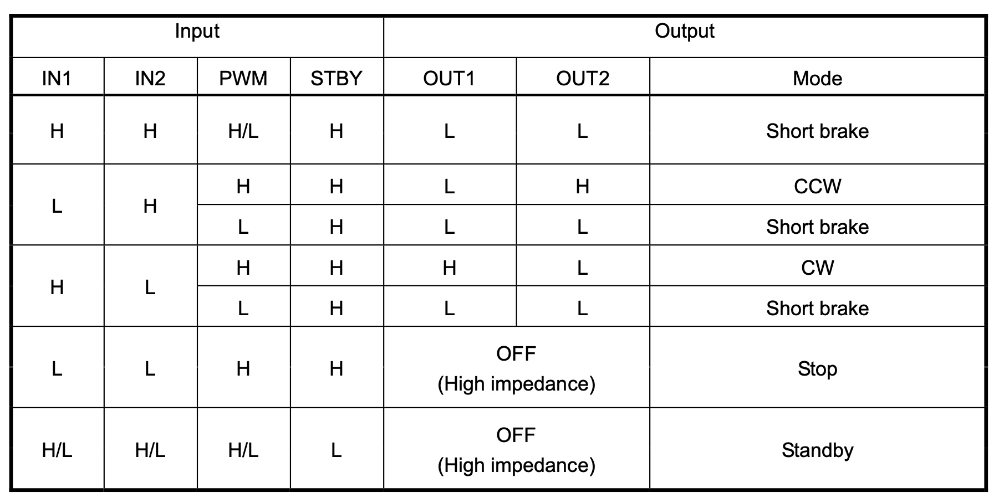 Input Output
IN1 IN2 PWM STBY OUT1 OUT2 Mode
H H H/L H L L Short brake
L H H H L H CCW
L H L L Short brake
H L H H H L CW
L H L L Short brake
L L H H OFF
(High impedance) Stop
H/L H/L H/L L OFF
(High impedance) Standby